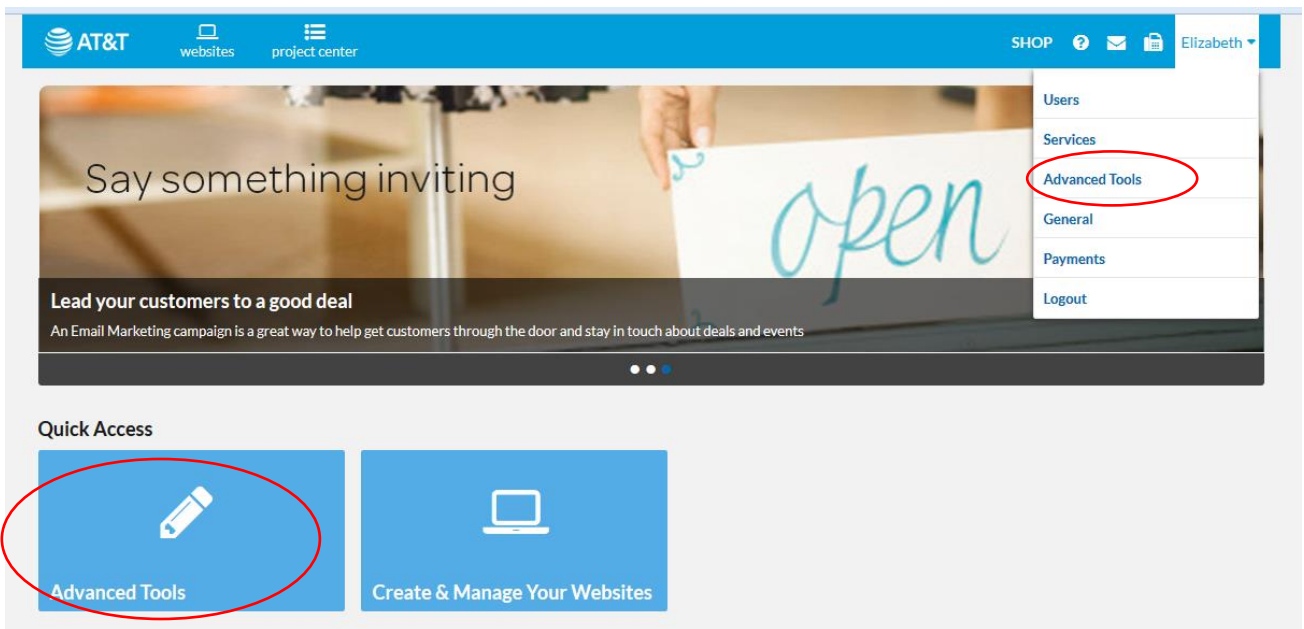 AT&T
websites
project center
SHOP
?
Elizabeth
Users
Services
Advanced Tools
General
Payments
Logout
Say something inviting
open
Lead your customers to a good deal
An Email Marketing campaign is a great way to help get customers through the door and stay in touch about deals and events
Quick Access
Advanced Tools
Create & Manage Your Websites